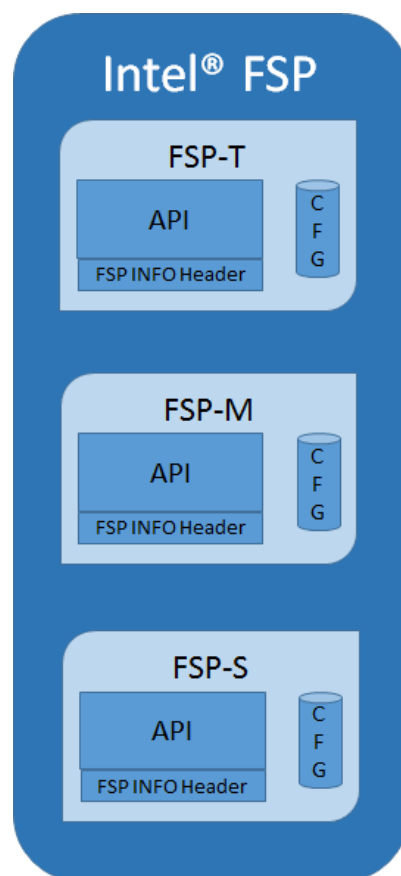 Intel® FSP
FSP-T
API
FSP INFO Header
C
F
G
FSP-M
API
FSP INFO Header
C
F
G
FSP-S
API
FSP INFO Header
C
F
G